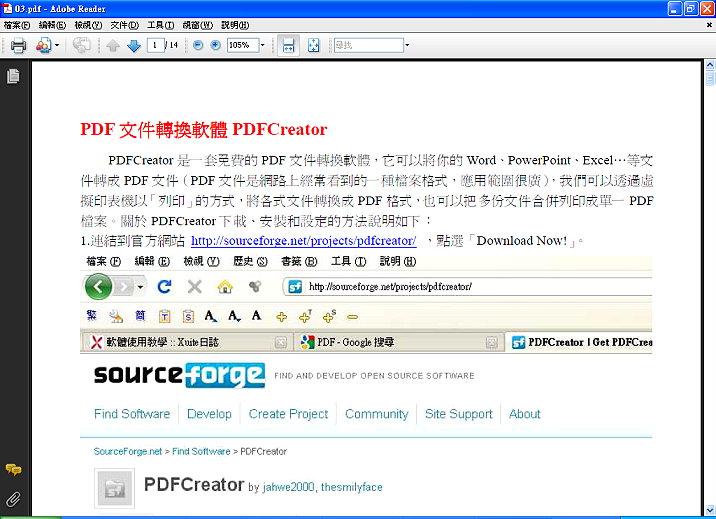 03.pdf - Adobe Reader
檔案(F) 編輯(E) 檢視(V) 文件(D) 工具(T) 視窗(W) 說明(H)
1 / 14 105% 尋找
PDF 文件轉換軟體 PDFCreator
PDFCreator 是一套免費的 PDF 文件轉換軟體，它可以將你的 Word、PowerPoint、Excel…等文
件轉成 PDF 文件（PDF 文件是網路上經常看到的一種檔案格式，應用範圍很廣），我們可以透過虛
擬印表機以「列印」的方式，將各式文件轉換成 PDF 格式，也可以把多份文件合併列印成單一 PDF
檔案。關於 PDFCreator 下載、安裝和設定的方法說明如下：
1.連結到官方網站 http://sourceforge.net/projects/pdfcreator/ ，點選「Download Now!」。
檔案(F) 編輯(E) 檢視(V) 歷史(S) 書籤(B) 工具(T) 說明(H)
http://sourceforge.net/projects/pdfcreator/
繁 簡 T S A A A
軟體使用教學 :: Xuite日誌 PDF - Google 搜尋 PDFCreator | Get PDFCrea
sourceforge FIND AND DEVELOP OPEN SOURCE SOFTWARE
Find Software Develop Create Project Community Site Support About
SourceForge.net > Find Software > PDFCreator
PDFCreator by jahwe2000, thesmilyface